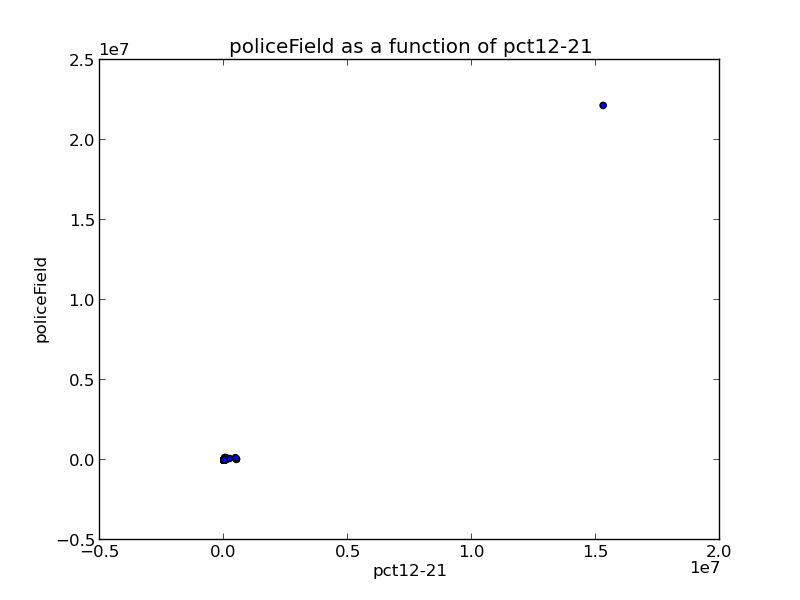 policeField as a function of pct12-21
1e7
2.5
2.0
1.5
1.0
0.5
0.0
−0.5
policeField
−0.5 0.0 0.5 1.0 1.5 2.0
1e7
pct12-21